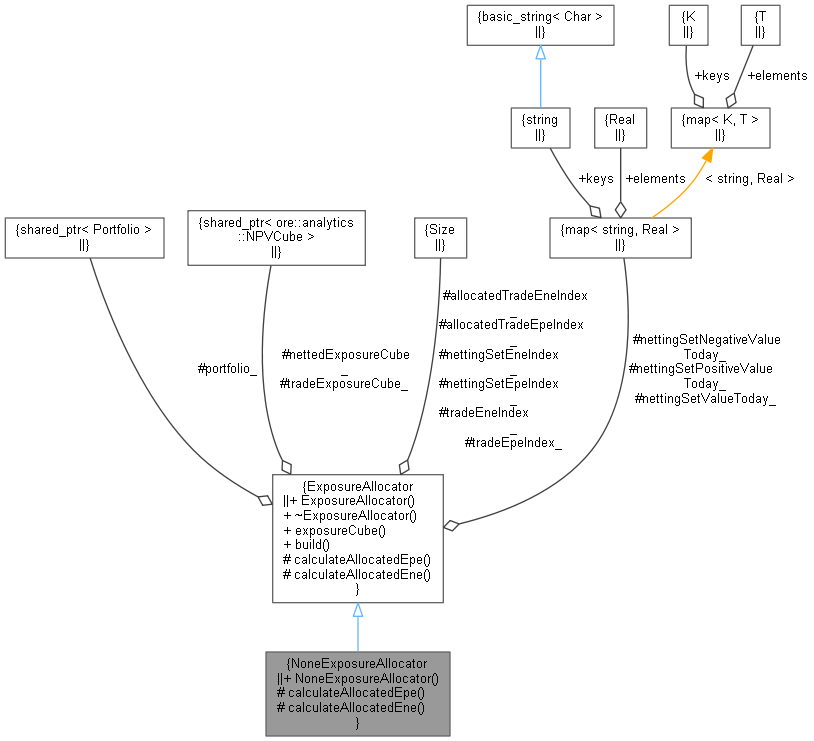 {basic_string< Char >
||}
{K
||}
{T
||}
+keys
+elements
{string
||}
{Real
||}
{map< K, T >
||}
+keys
+elements
< string, Real >
{shared_ptr< Portfolio >
||}
{shared_ptr< ore::analytics
::NPVCube >
||}
{Size
||}
{map< string, Real >
||}
#portfolio_
#nettedExposureCube
_
#tradeExposureCube_
#allocatedTradeEneIndex
_
#allocatedTradeEpeIndex
_
#nettingSetEneIndex
_
#nettingSetEpeIndex
_
#tradeEneIndex
_
#tradeEpeIndex_
#nettingSetNegativeValue
Today_
#nettingSetPositiveValue
Today_
#nettingSetValueToday_
{ExposureAllocator
||+ ExposureAllocator()
+ ~ExposureAllocator()
+ exposureCube()
+ build()
# calculateAllocatedEpe()
# calculateAllocatedEne()
}
{NoneExposureAllocator
||+ NoneExposureAllocator()
# calculateAllocatedEpe()
# calculateAllocatedEne()
}